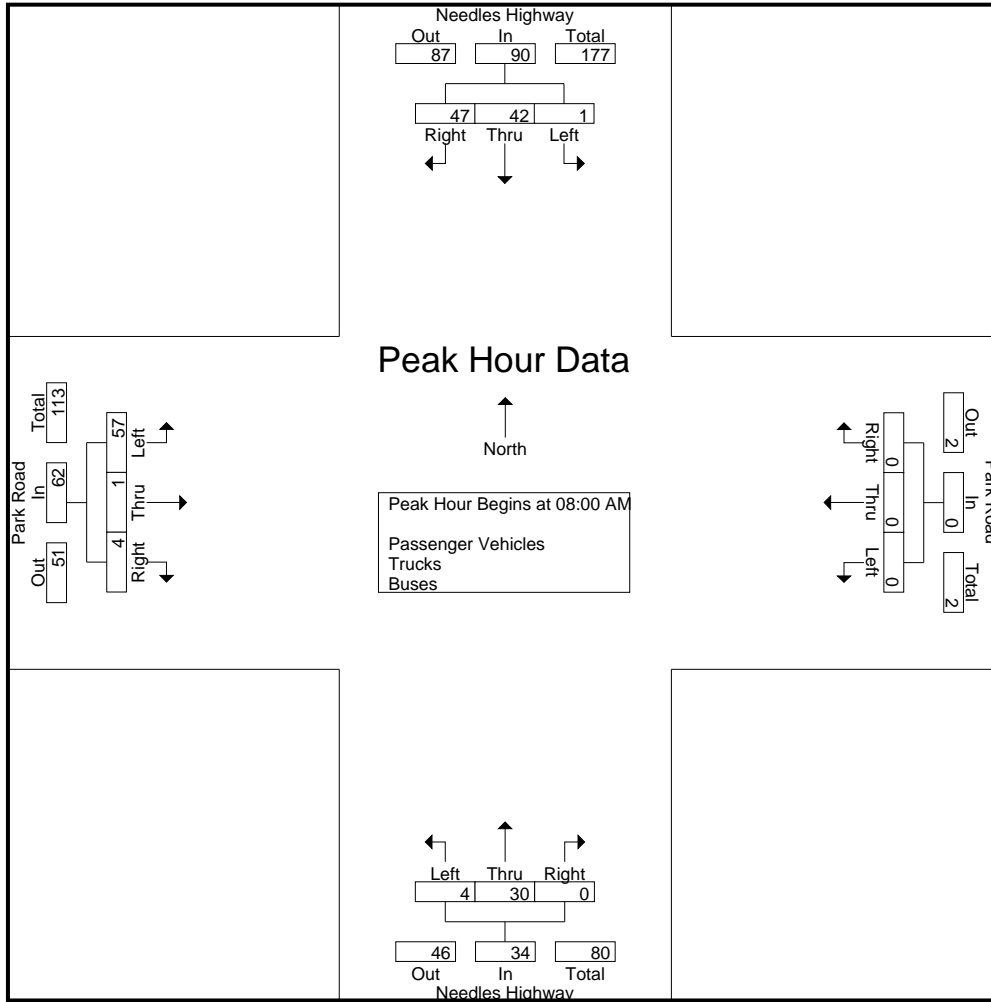 Needles Highway
Out In Total
87 90 177
47 42 1
Right Thru Left
Peak Hour Data
North
Peak Hour Begins at 08:00 AM
Passenger Vehicles
Trucks
Buses
Park Road
Out In Total
51 62 113
Right Thru Left
4 1 57
Park Road
Out In Total
2 0 2
Right Thru Left
0 0 0
Left Thru Right
4 30 0
46 34 80
Out In Total
Needles Highway